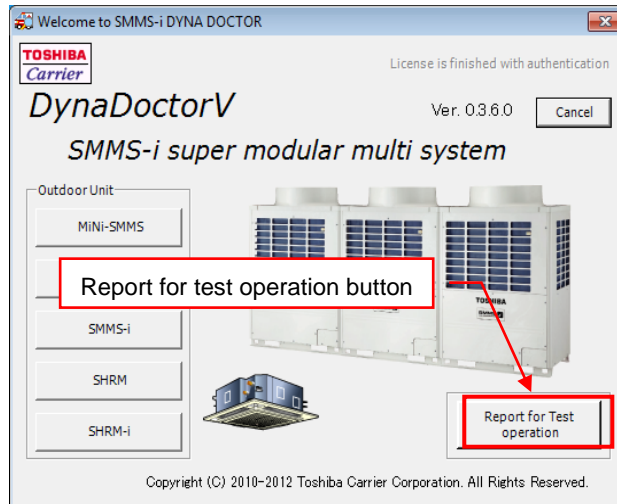 Welcome to SMMS-i DYNA DOCTOR
TOSHIBA
Carrier
License is finished with authentication
DynaDoctorV
Ver. 0.3.6.0
Cancel
SMMS-i super modular multi system
Outdoor Unit
MiNi-SMMS
Report for test operation button
TOSHIBA
SMMS-i
SHRM
SHRM-i
Report for Test
operation
Copyright (C) 2010-2012 Toshiba Carrier Corporation. All Rights Reserved.